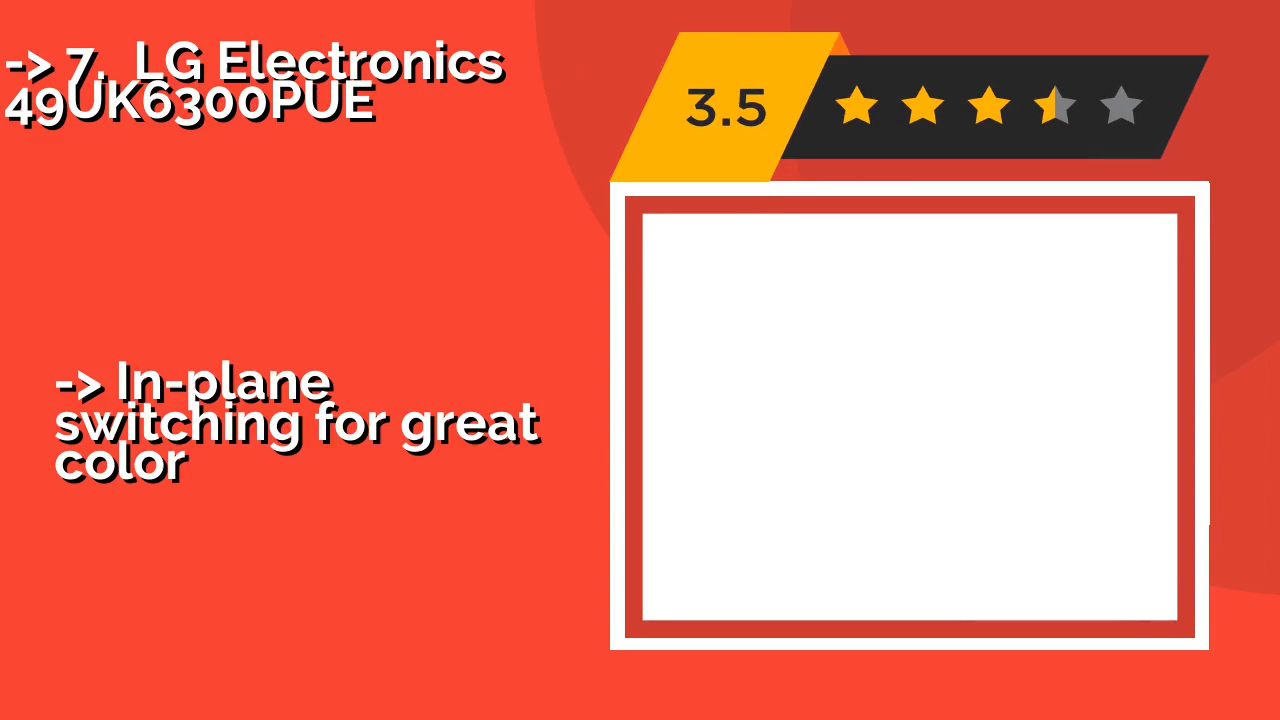 -> 7.  LG Electronics
49UK6300PUE
3.5
-> In-plane
switching for great
color